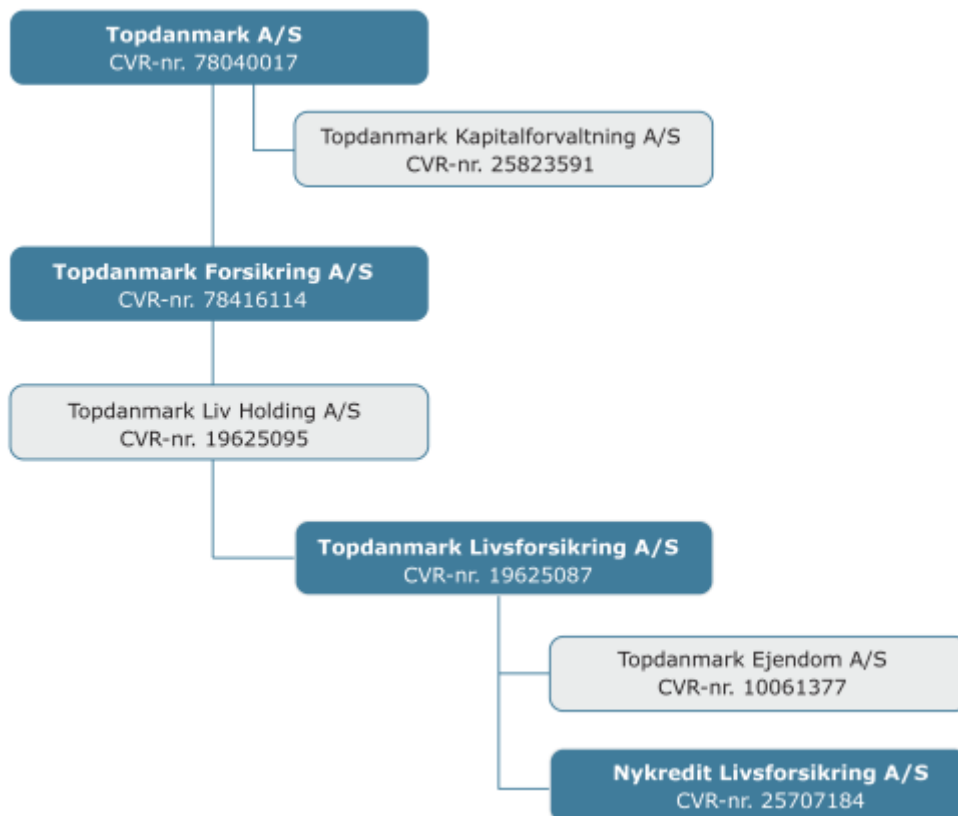 Topdanmark A/S
CVR-nr. 78040017
Topdanmark Kapitalforvaltning A/S
CVR-nr. 25823591
Topdanmark Forsikring A/S
CVR-nr. 78416114
Topdanmark Liv Holding A/S
CVR-nr. 19625095
Topdanmark Livsforsikring A/S
CVR-nr. 19625087
Topdanmark Ejendom A/S
CVR-nr. 10061377
Nykredit Livsforsikring A/S
CVR-nr. 25707184